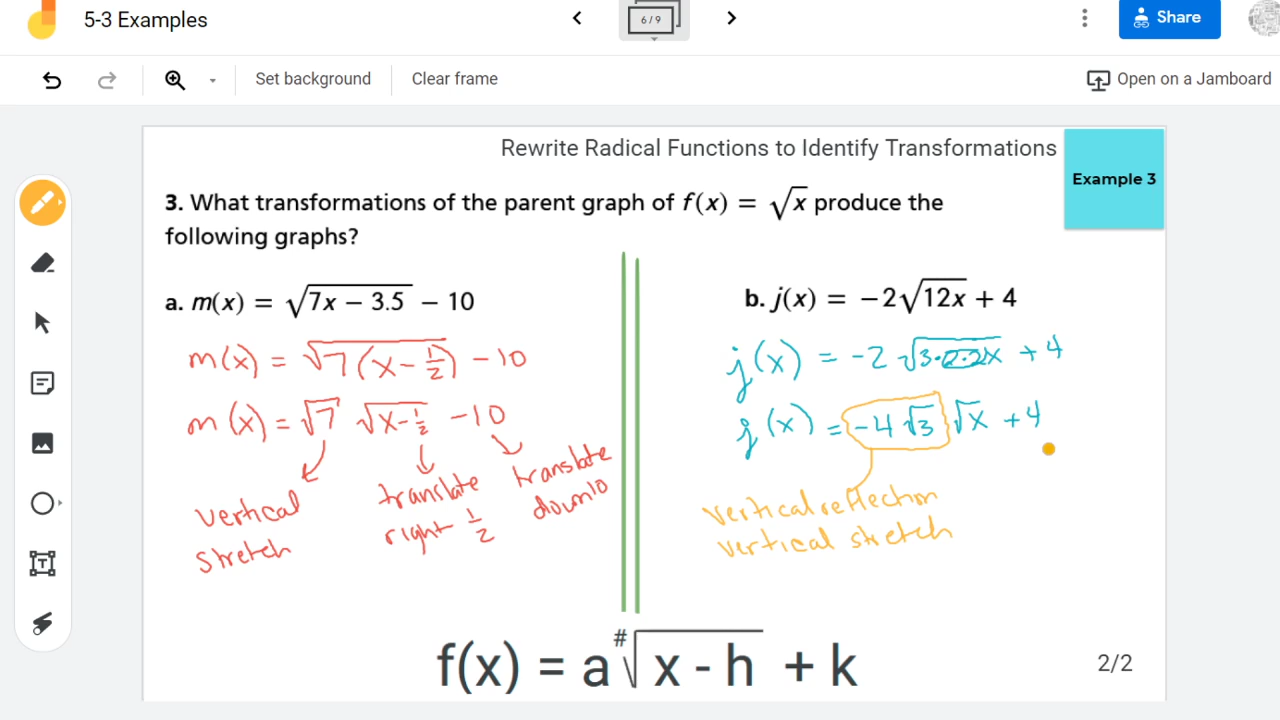 5-3 Examples
6 / 9
Share
Set background
Clear frame
Open on a Jamboard
Rewrite Radical Functions to Identify Transformations
Example 3
3. What transformations of the parent graph of f(x) = √x produce the
following graphs?
a. m(x) = √(7x − 3.5) − 10
m(x) = √(7(x − 1/2)) − 10
m(x) = √7 √(x − 1/2) − 10
vertical
stretch
translate
right 1/2
translate
down 10
b. j(x) = −2√(12x) + 4
j(x) = −2 √(3·2·2x) + 4
j(x) = −4√3 √x + 4
vertical reflection
vertical stretch
f(x) = a #√(x - h) + k
2/2